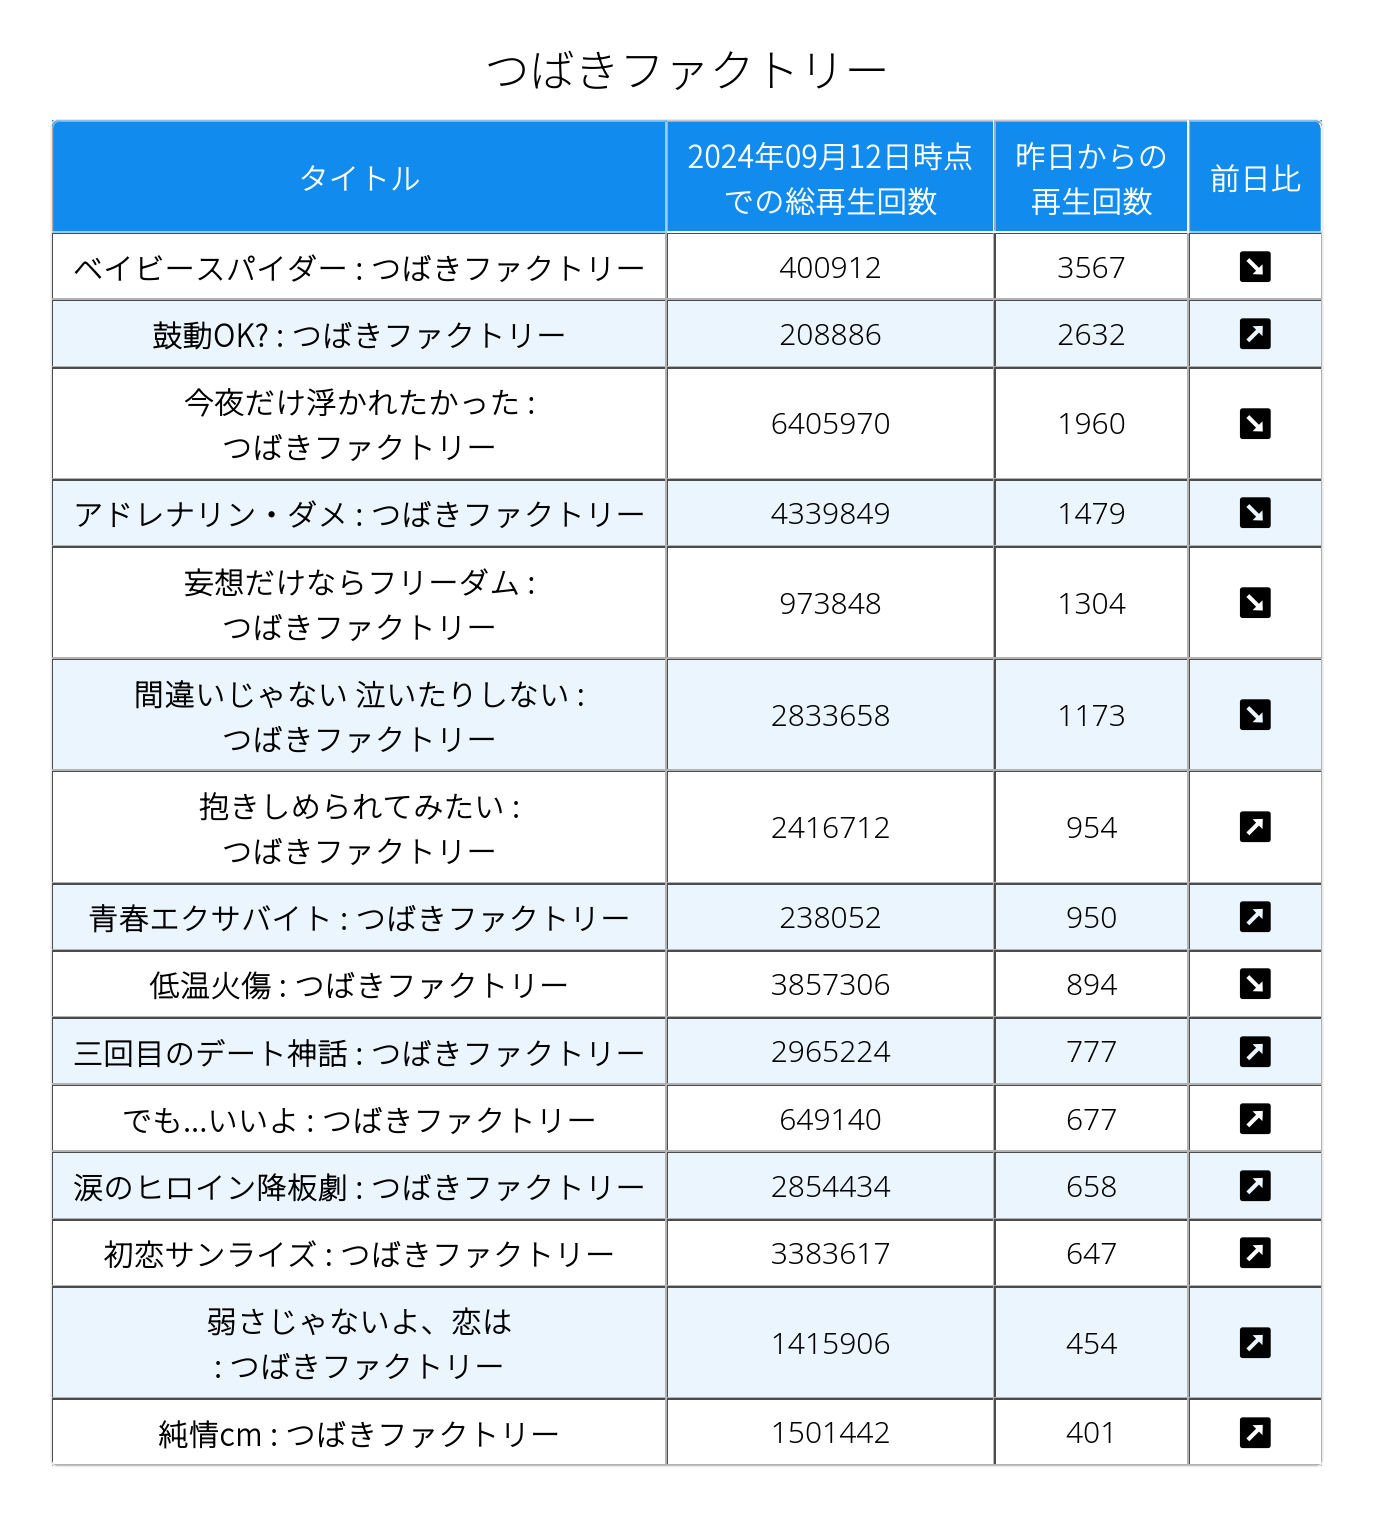 つばきファクトリー
タイトル
2024年09月12日時点
での総再生回数
昨日からの
再生回数
前日比
ベイビースパイダー : つばきファクトリー 400912 3567 ↘
鼓動OK? : つばきファクトリー 208886 2632 ↗
今夜だけ浮かれたかった :
つばきファクトリー
6405970 1960 ↘
アドレナリン・ダメ : つばきファクトリー 4339849 1479 ↘
妄想だけならフリーダム :
つばきファクトリー
973848 1304 ↘
間違いじゃない 泣いたりしない :
つばきファクトリー
2833658 1173 ↘
抱きしめられてみたい :
つばきファクトリー
2416712 954 ↗
青春エクサバイト : つばきファクトリー 238052 950 ↗
低温火傷 : つばきファクトリー 3857306 894 ↘
三回目のデート神話 : つばきファクトリー 2965224 777 ↗
でも...いいよ : つばきファクトリー 649140 677 ↗
涙のヒロイン降板劇 : つばきファクトリー 2854434 658 ↗
初恋サンライズ : つばきファクトリー 3383617 647 ↗
弱さじゃないよ、恋は
: つばきファクトリー
1415906 454 ↗
純情cm : つばきファクトリー 1501442 401 ↗